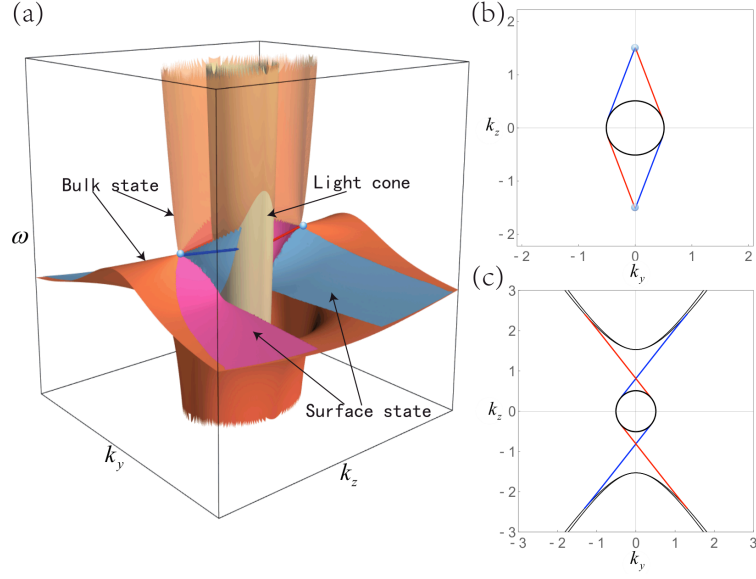 (a)
Bulk state
Light cone
ω
Surface state
k_y
k_z
(b)
2
1
k_z 0
- 1
- 2
- 2 - 1 0 1 2
k_y
(c)
3
2
1
k_z 0
- 1
- 2
- 3
- 3 - 2 - 1 0 1 2 3
k_y